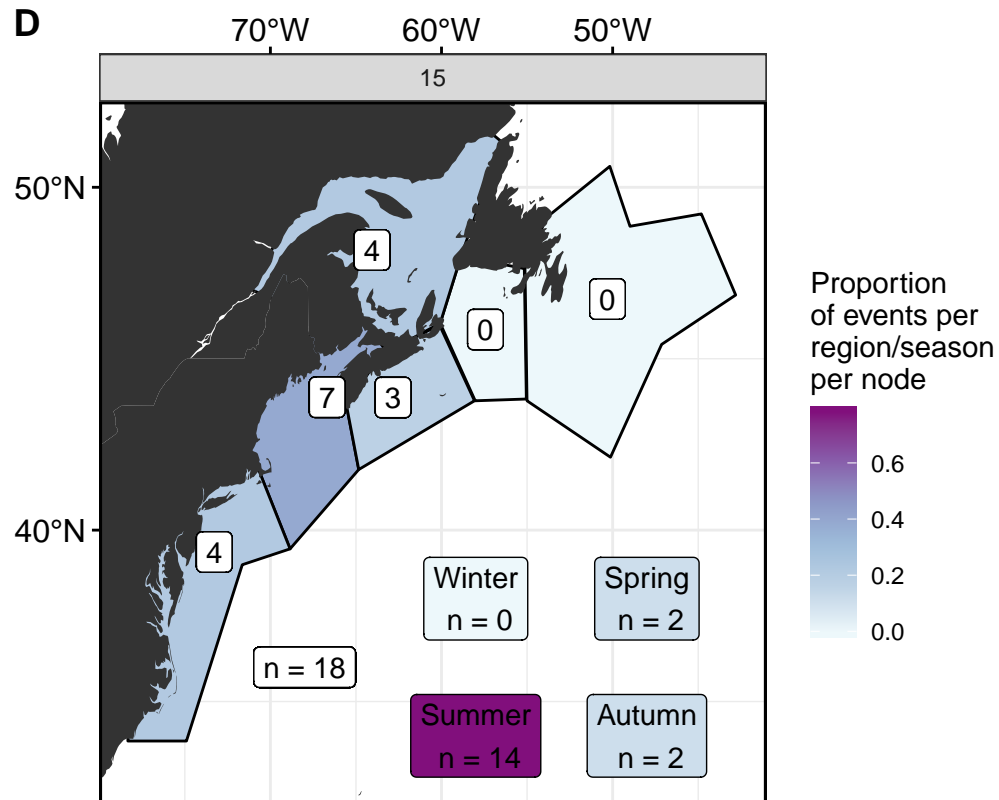 D
70°W 60°W 50°W
15
50°N
40°N
4
0
0
7
3
4
n = 18
Winter
n = 0
Spring
n = 2
Summer
n = 14
Autumn
n = 2
Proportion
of events per
region/season
per node
0.6
0.4
0.2
0.0